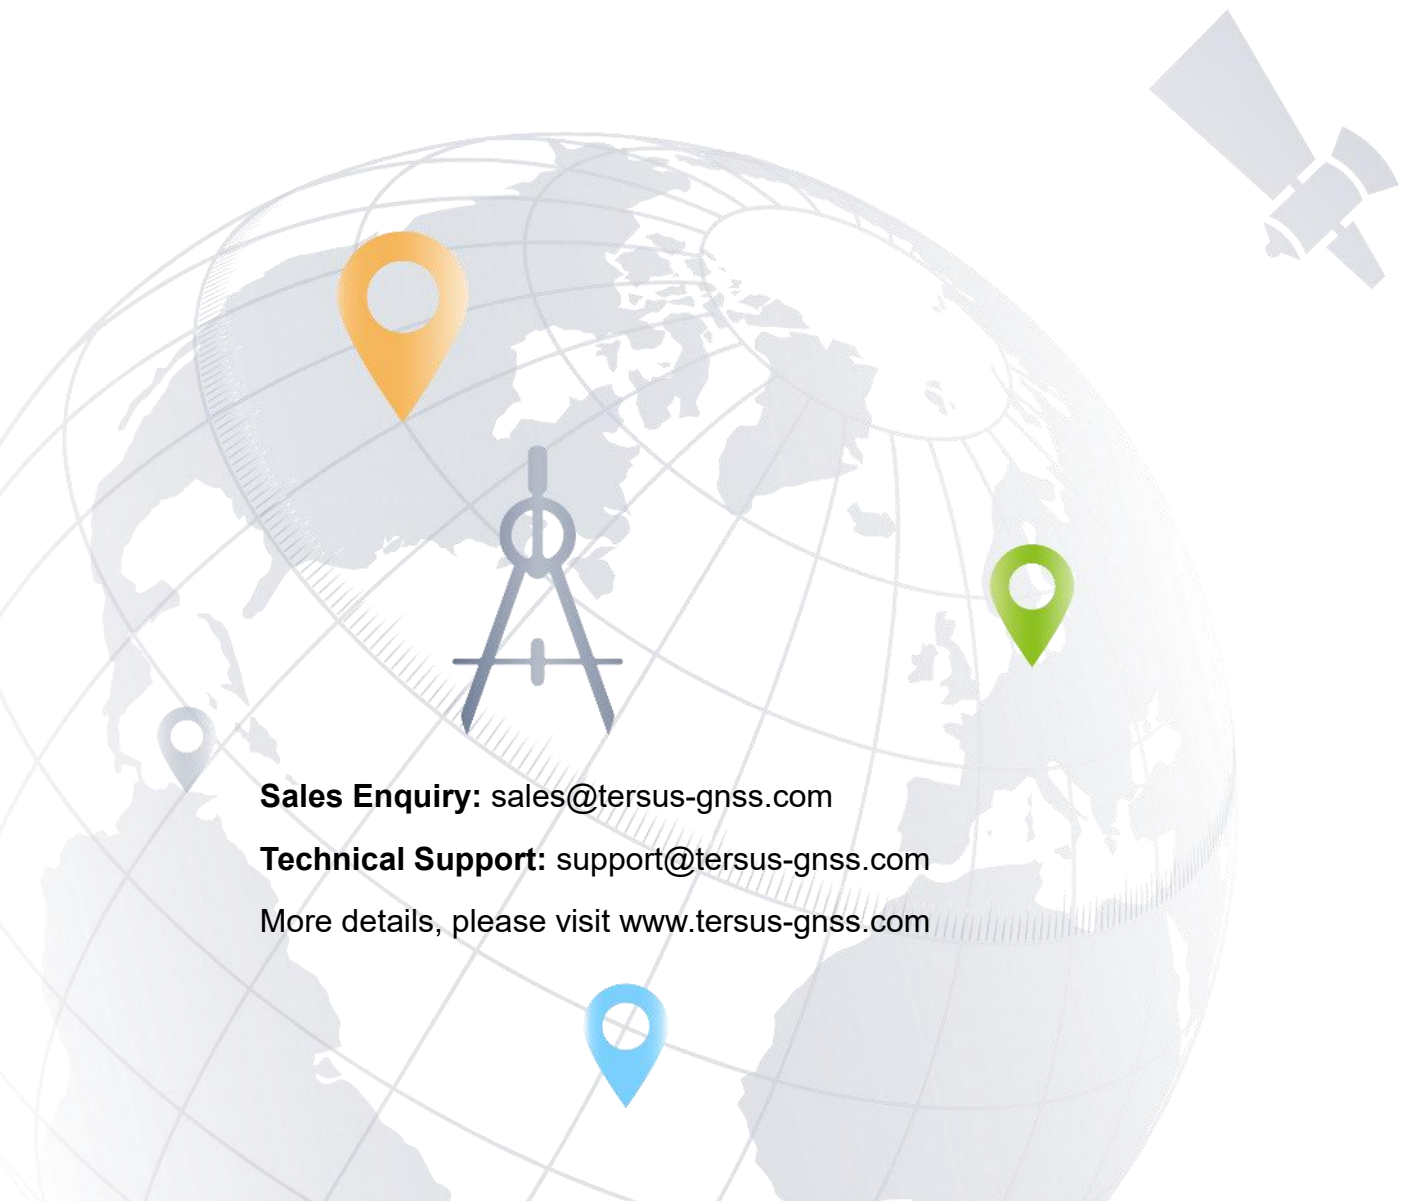 Sales Enquiry: sales@tersus-gnss.com
Technical Support: support@tersus-gnss.com
More details, please visit www.tersus-gnss.com